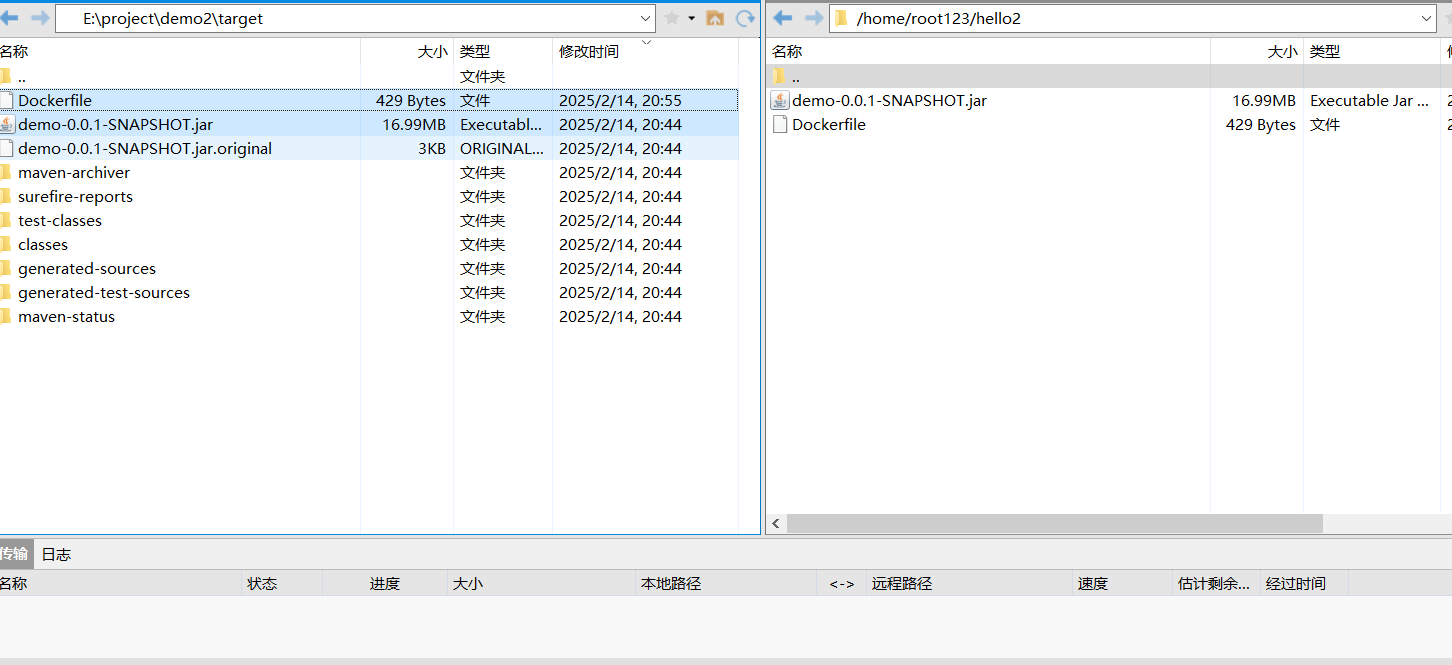 E:\project\demo2\target
名称 大小 类型 修改时间
.. 文件夹
Dockerfile 429 Bytes 文件 2025/2/14, 20:55
demo-0.0.1-SNAPSHOT.jar 16.99MB Executabl... 2025/2/14, 20:44
demo-0.0.1-SNAPSHOT.jar.original 3KB ORIGINAL... 2025/2/14, 20:44
maven-archiver 文件夹 2025/2/14, 20:44
surefire-reports 文件夹 2025/2/14, 20:44
test-classes 文件夹 2025/2/14, 20:44
classes 文件夹 2025/2/14, 20:44
generated-sources 文件夹 2025/2/14, 20:44
generated-test-sources 文件夹 2025/2/14, 20:44
maven-status 文件夹 2025/2/14, 20:44
/home/root123/hello2
名称 大小 类型
..
demo-0.0.1-SNAPSHOT.jar 16.99MB Executable Jar ...
Dockerfile 429 Bytes 文件
传输 日志
名称 状态 进度 大小 本地路径 <-> 远程路径 速度 估计剩余... 经过时间